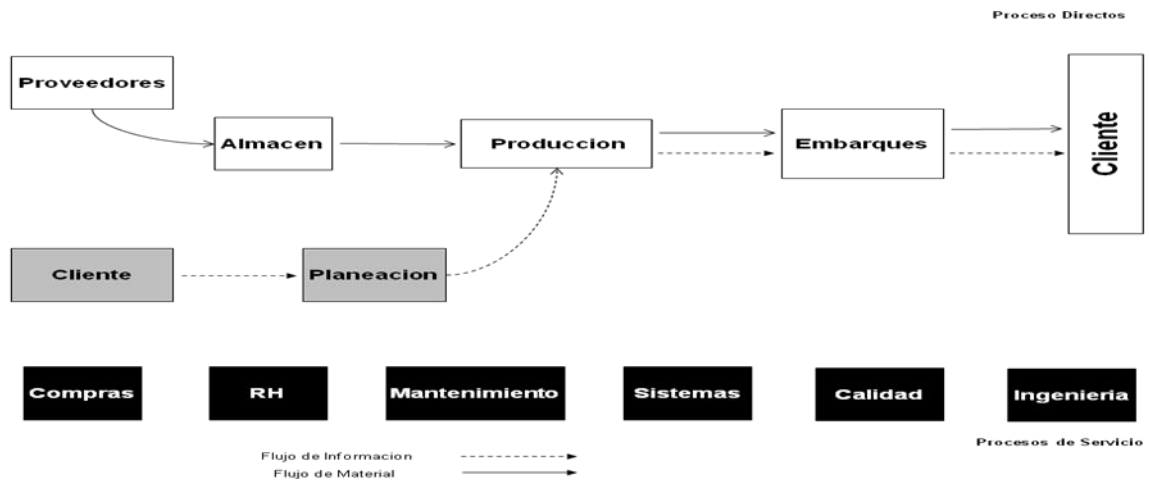 Proceso Directos
Proveedores
Almacen
Produccion
Embarques
Cliente
Cliente
Planeacion
Compras
RH
Mantenimiento
Sistemas
Calidad
Ingenieria
Procesos de Servicio
Flujo de Informacion
Flujo de Material